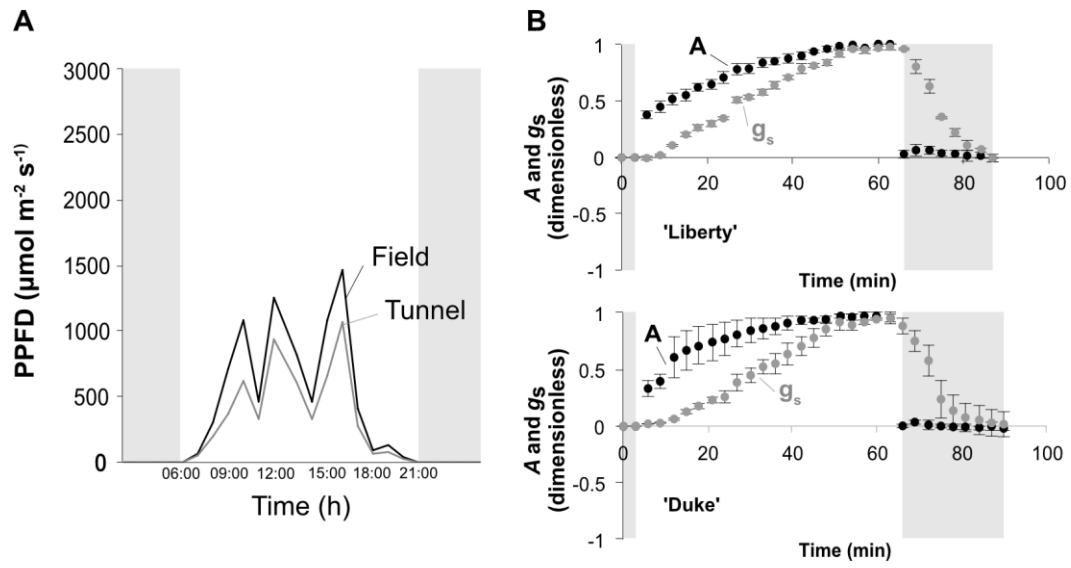 A
3000
2500
2000
1500
1000
500
0
PPFD (µmol m⁻² s⁻¹)
Field
Tunnel
06:00 09:00 12:00 15:00 18:00 21:00
Time (h)
B
1
0.5
0
-0.5
-1
A and gs
(dimensionless)
A
gs
0 20 40 60 80 100
'Liberty'
Time (min)
1
0.5
0
-0.5
-1
A and gs
(dimensionless)
A
gs
0 20 40 60 80 100
'Duke'
Time (min)